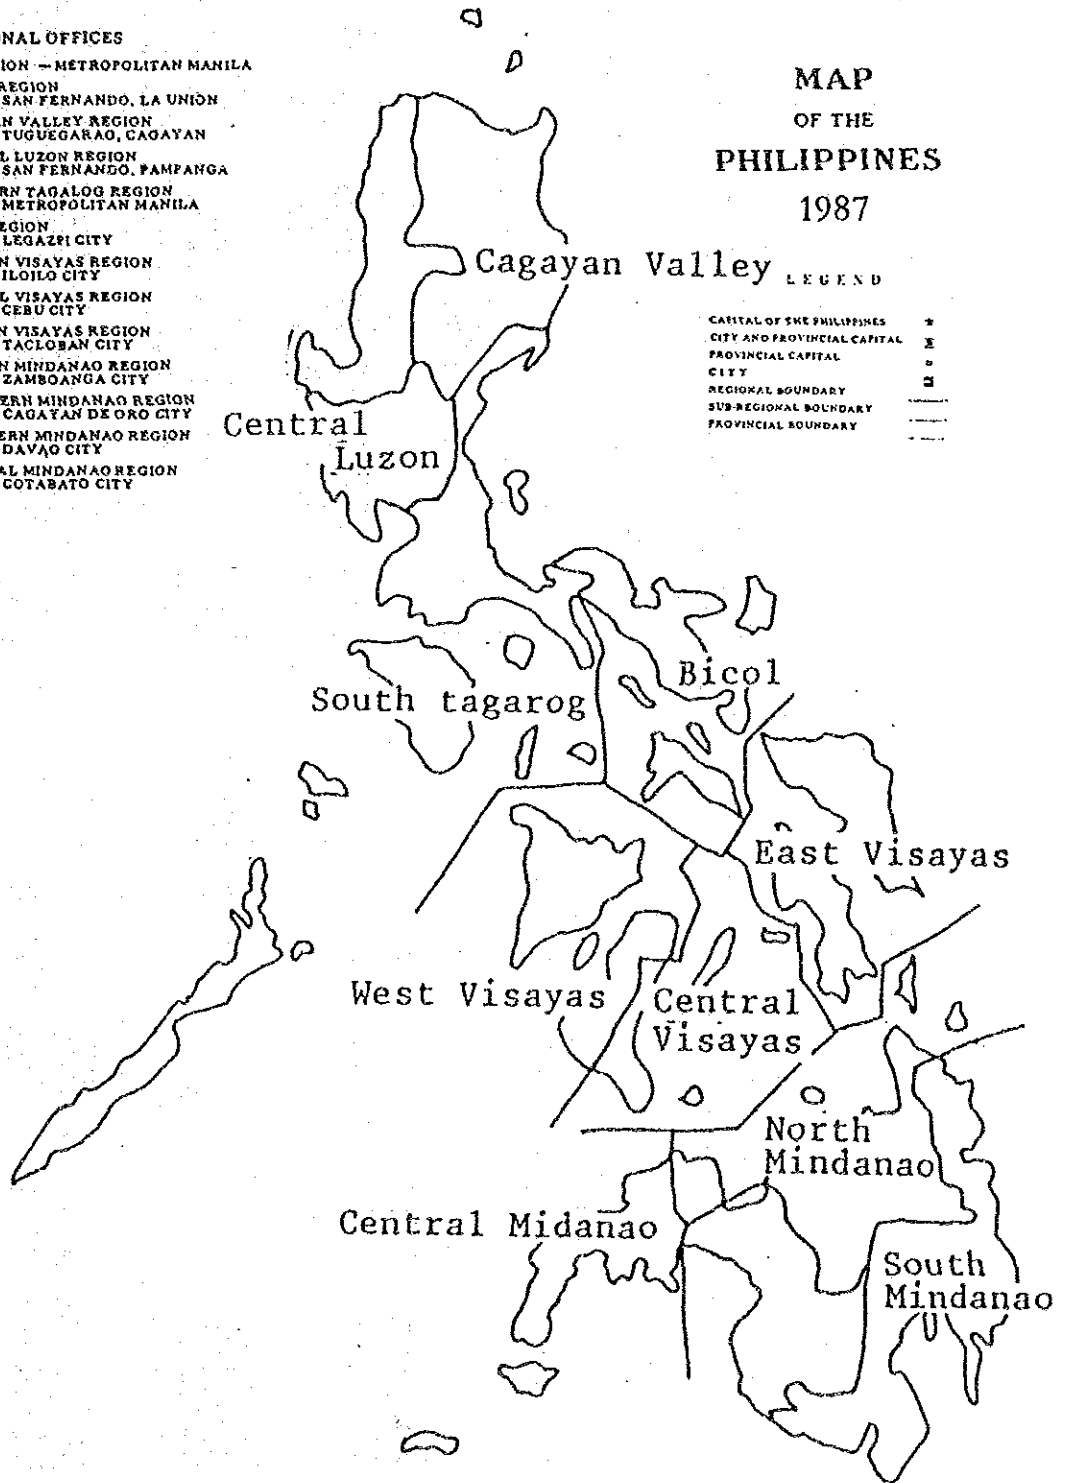 NAL OFFICES
ION — METROPOLITAN MANILA
REGION
SAN FERNANDO, LA UNION
N VALLEY REGION
TUGUEGARAO, CAGAYAN
L LUZON REGION
SAN FERNANDO, PAMPANGA
RN TAGALOG REGION
METROPOLITAN MANILA
EGION
LEGAZPI CITY
N VISAYAS REGION
ILOILO CITY
L VISAYAS REGION
CEBU CITY
N VISAYAS REGION
TACLOBAN CITY
N MINDANAO REGION
ZAMBOANGA CITY
ERN MINDANAO REGION
CAGAYAN DE ORO CITY
ERN MINDANAO REGION
DAVAO CITY
AL MINDANAO REGION
COTABATO CITY
MAP
OF THE
PHILIPPINES
1987
LEGEND
CAPITAL OF THE PHILIPPINES
CITY AND PROVINCIAL CAPITAL
PROVINCIAL CAPITAL
CITY
REGIONAL BOUNDARY
SUB-REGIONAL BOUNDARY
PROVINCIAL BOUNDARY
Cagayan Valley
Central
Luzon
Bicol
South tagarog
East Visayas
West Visayas
Central
Visayas
North
Mindanao
Central Midanao
South
Mindanao